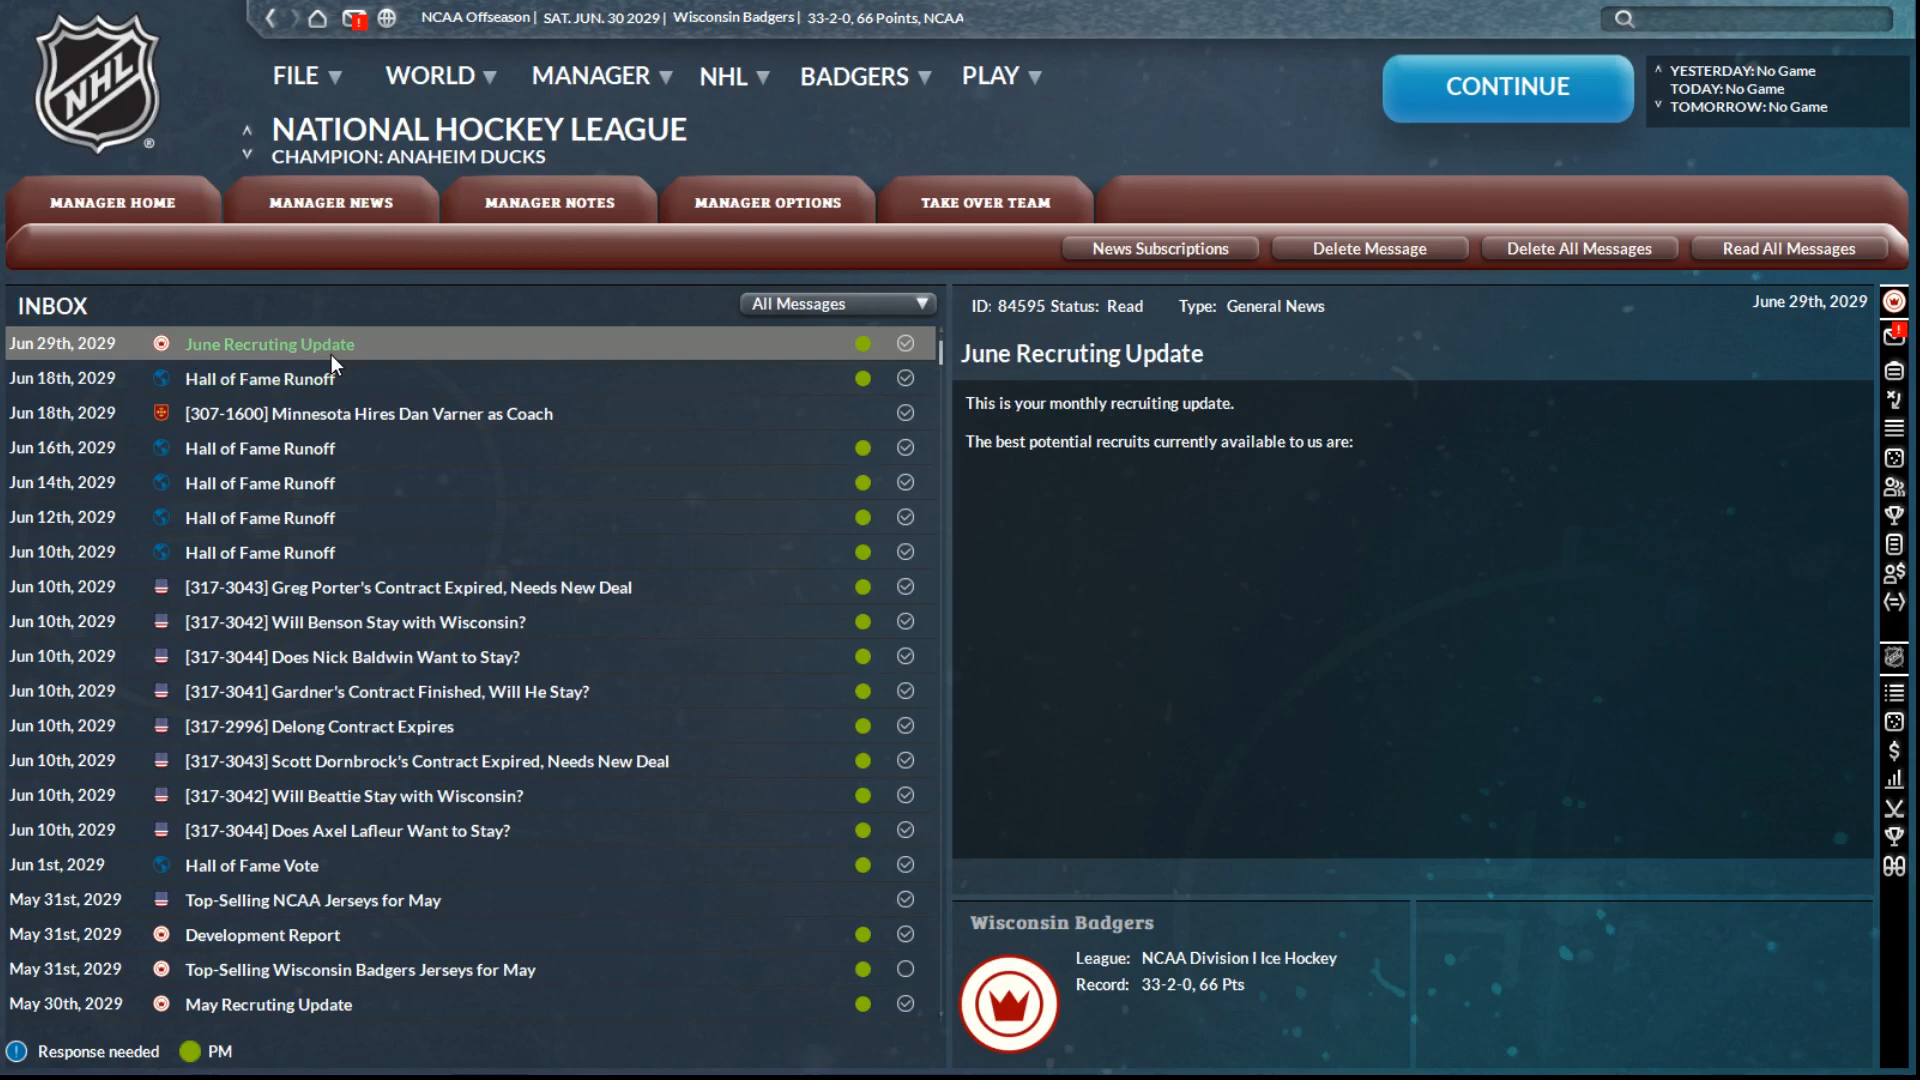 NCAA Offseason | SAT. JUN. 30 2029 | Wisconsin Badgers | 33-2-0, 66 Points, NCAA
NHL
FILE WORLD MANAGER NHL BADGERS PLAY
CONTINUE
YESTERDAY: No Game
TODAY: No Game
TOMORROW: No Game
NATIONAL HOCKEY LEAGUE
CHAMPION: ANAHEIM DUCKS
MANAGER HOME MANAGER NEWS MANAGER NOTES MANAGER OPTIONS TAKE OVER TEAM
News Subscriptions Delete Message Delete All Messages Read All Messages
INBOX All Messages
Jun 29th, 2029 June Recruting Update
Jun 18th, 2029 Hall of Fame Runoff
Jun 18th, 2029 [307-1600] Minnesota Hires Dan Varner as Coach
Jun 16th, 2029 Hall of Fame Runoff
Jun 14th, 2029 Hall of Fame Runoff
Jun 12th, 2029 Hall of Fame Runoff
Jun 10th, 2029 Hall of Fame Runoff
Jun 10th, 2029 [317-3043] Greg Porter's Contract Expired, Needs New Deal
Jun 10th, 2029 [317-3042] Will Benson Stay with Wisconsin?
Jun 10th, 2029 [317-3044] Does Nick Baldwin Want to Stay?
Jun 10th, 2029 [317-3041] Gardner's Contract Finished, Will He Stay?
Jun 10th, 2029 [317-2996] Delong Contract Expires
Jun 10th, 2029 [317-3043] Scott Dornbrock's Contract Expired, Needs New Deal
Jun 10th, 2029 [317-3042] Will Beattie Stay with Wisconsin?
Jun 10th, 2029 [317-3044] Does Axel Lafleur Want to Stay?
Jun 1st, 2029 Hall of Fame Vote
May 31st, 2029 Top-Selling NCAA Jerseys for May
May 31st, 2029 Development Report
May 31st, 2029 Top-Selling Wisconsin Badgers Jerseys for May
May 30th, 2029 May Recruting Update
Response needed PM
ID: 84595 Status: Read Type: General News June 29th, 2029
June Recruting Update
This is your monthly recruiting update.
The best potential recruits currently available to us are:
Wisconsin Badgers
League: NCAA Division I Ice Hockey
Record: 33-2-0, 66 Pts